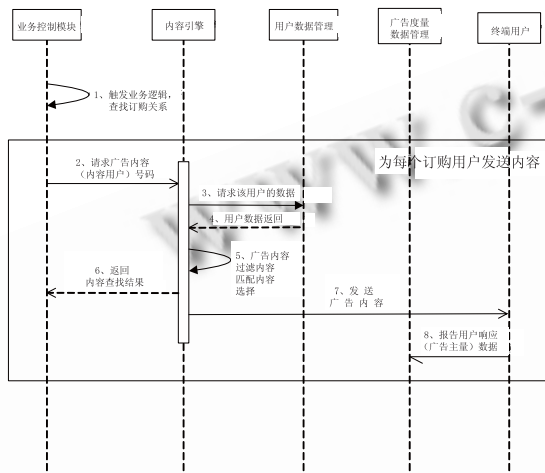 业务控制模块
内容引擎
用户数据管理
广告度量
数据管理
终端用户
1、触发业务逻辑,
查找订购关系
为每个订购用户发送内容
2、请求广告内容
（内容用户）号码
3、请求该用户的数据
4、用户数据返回
5、广告内容
过滤内容
匹配内容
选择
6、返回
内容查找结果
7、发 送
广 告 内 容
8、报告用户响应
（广告主量）数据
www c-